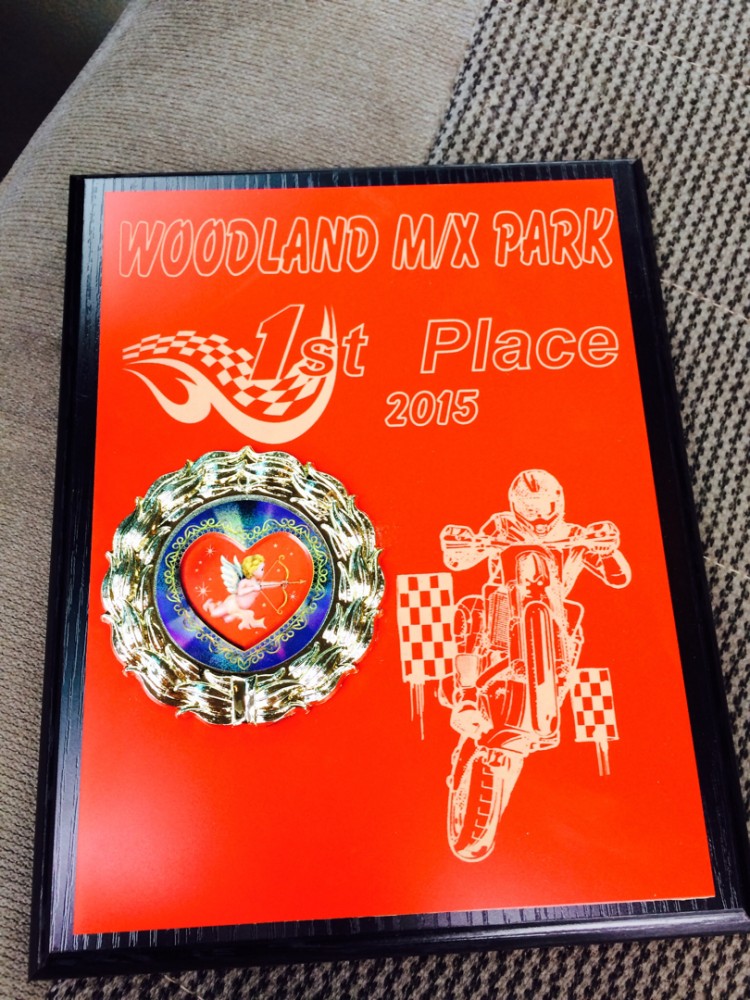 WOODLAND M/X PARK
1st Place
2015